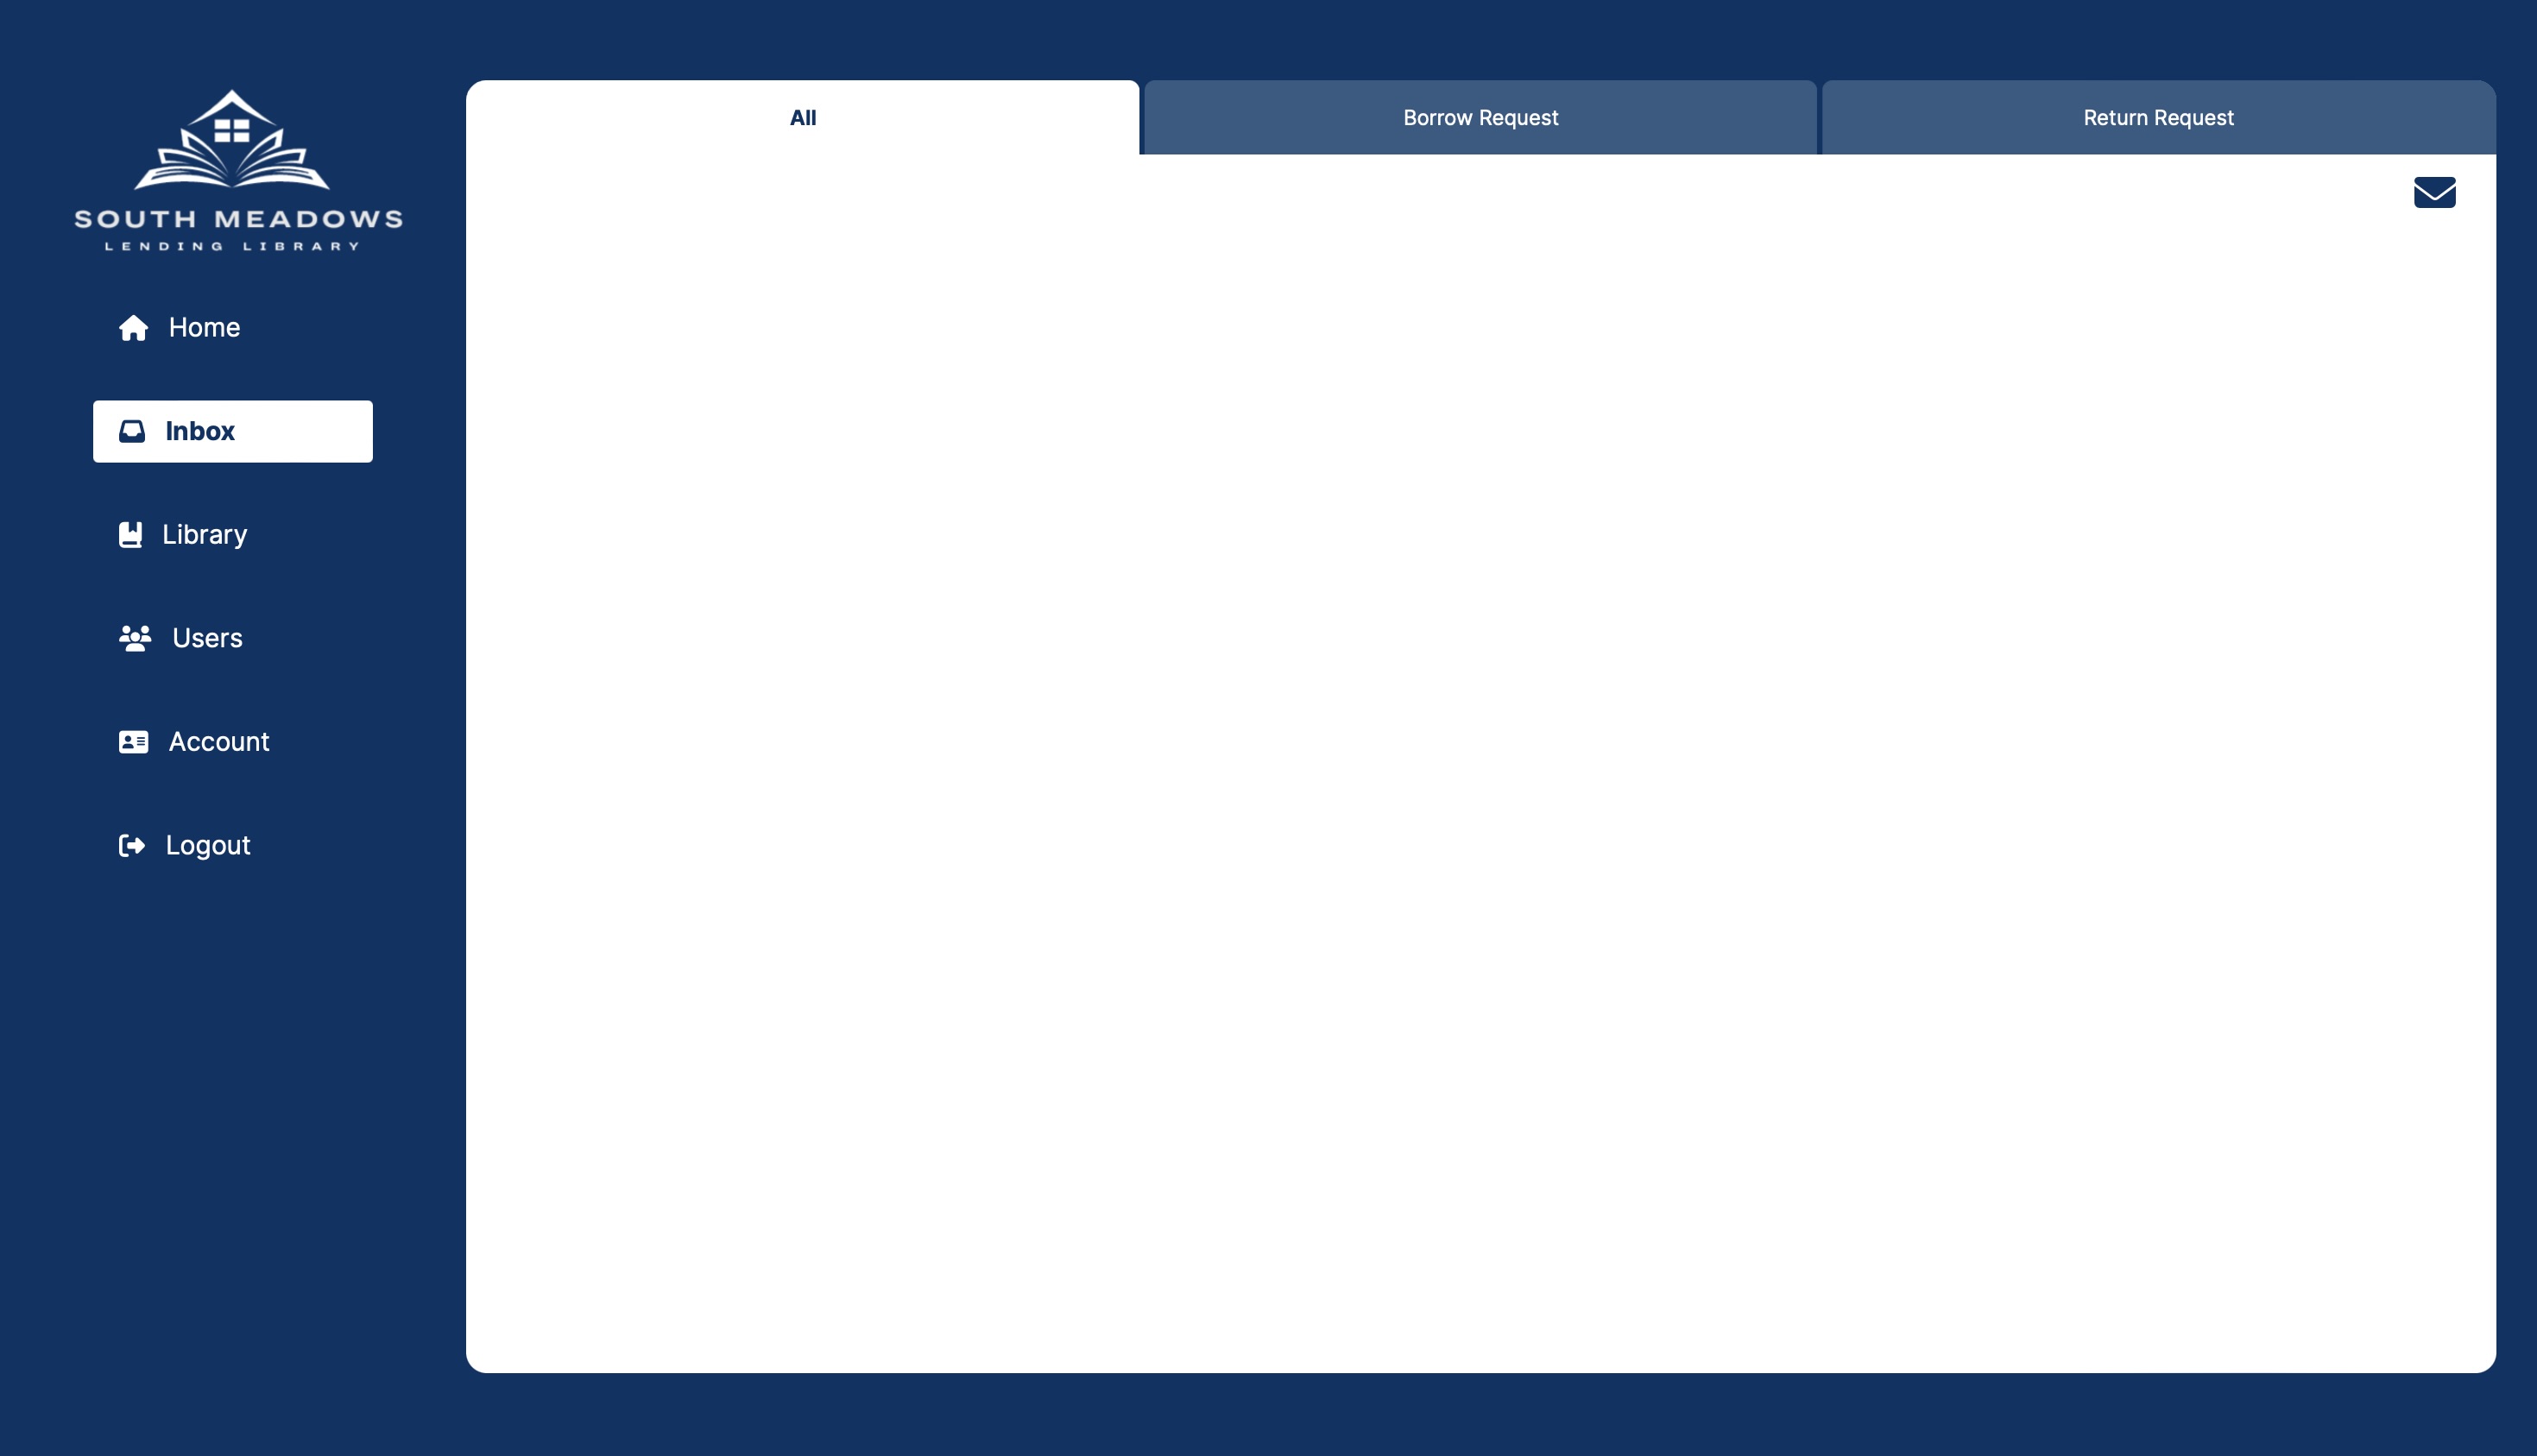 SOUTH MEADOWS
LENDING LIBRARY
Home
Inbox
Library
Users
Account
Logout
All
Borrow Request
Return Request